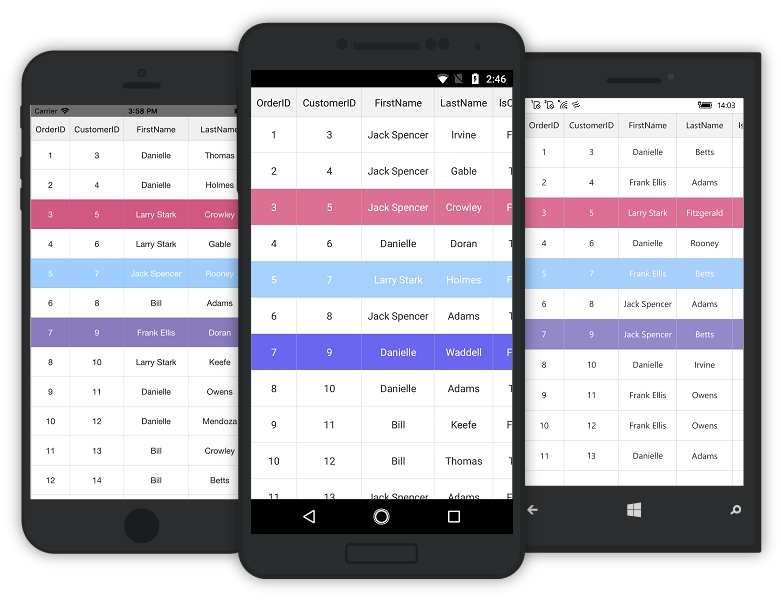 Carrier 3:58 PM
OrderID CustomerID FirstName LastName
1 3 Danielle Thomas
2 4 Danielle Holmes
3 5 Larry Stark Crowley
4 6 Larry Stark Gable
5 7 Jack Spencer Rooney
6 8 Bill Adams
7 9 Frank Ellis Doran
8 10 Larry Stark Keefe
9 11 Danielle Owens
10 12 Danielle Mendoza
11 13 Bill Crowley
12 14 Bill Betts
2:46
OrderID CustomerID FirstName LastName
1 3 Jack Spencer Irvine F
2 4 Jack Spencer Gable
3 5 Jack Spencer Crowley F
4 6 Danielle Doran
5 7 Larry Stark Holmes F
6 8 Jack Spencer Adams
7 9 Danielle Waddell F
8 10 Danielle Adams
9 11 Bill Keefe F
10 12 Bill Thomas
11 13 Jack Spencer Adams F
14:03
OrderID CustomerID FirstName LastName
1 3 Danielle Betts
2 4 Frank Ellis Adams
3 5 Larry Stark Fitzgerald
4 6 Danielle Rooney
5 7 Frank Ellis Betts
6 8 Jack Spencer Adams
7 9 Jack Spencer Betts
8 10 Danielle Irvine
9 11 Frank Ellis Owens
10 12 Frank Ellis Owens
11 13 Danielle Adams